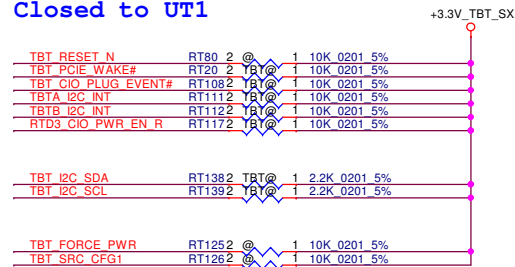 Closed to UT1
+3.3V_TBT_SX
TBT_RESET_N RT80 2 @ 1 10K_0201_5%
TBT_PCIE_WAKE# RT20 2 TBT@ 1 10K_0201_5%
TBT_CIO_PLUG_EVENT# RT108 2 TBT@ 1 10K_0201_5%
TBTA_I2C_INT RT111 2 TBT@ 1 10K_0201_5%
TBTB_I2C_INT RT112 2 TBT@ 1 10K_0201_5%
RTD3_CIO_PWR_EN_R RT117 2 TBT@ 1 10K_0201_5%
TBT_I2C_SDA RT138 2 TBT@ 1 2.2K_0201_5%
TBT_I2C_SCL RT139 2 TBT@ 1 2.2K_0201_5%
TBT_FORCE_PWR RT125 2 @ 1 10K_0201_5%
TBT_SRC_CFG1 RT126 2 @ 1 10K_0201_5%